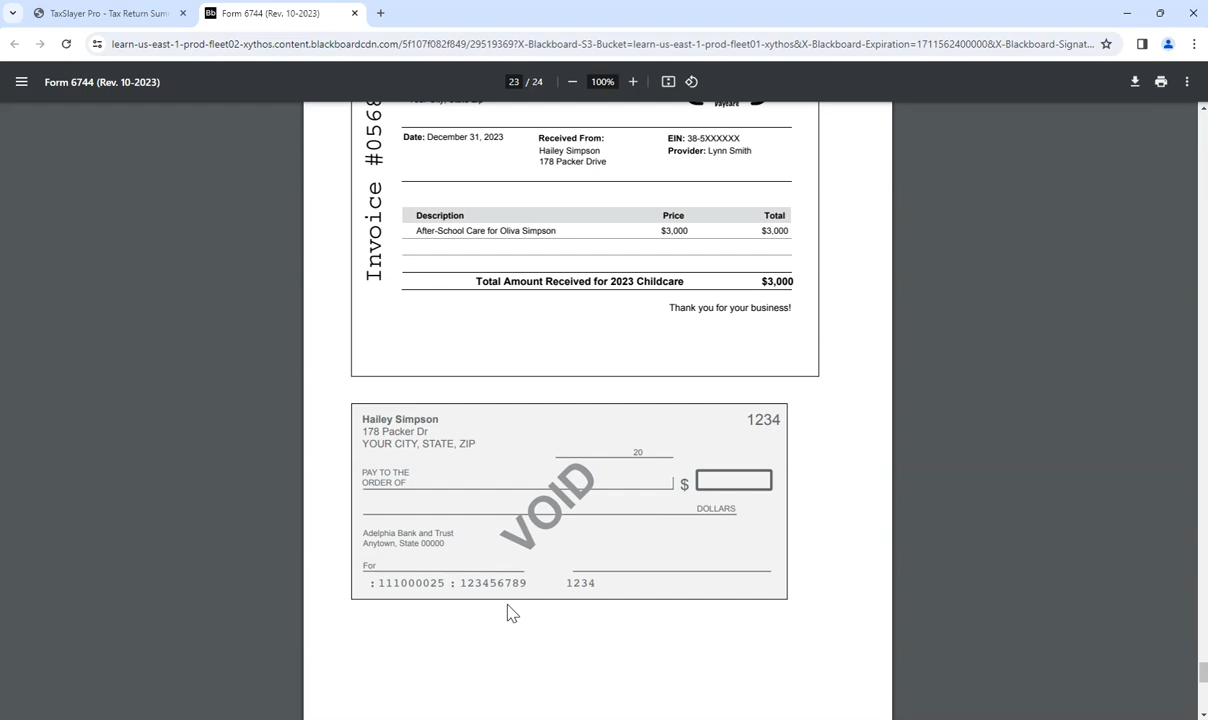 TaxSlayer Pro - Tax Return Sum
Form 6744 (Rev. 10-2023)
learn-us-east-1-prod-fleet02-xythos.content.blackboardcdn.com/5f107f082f849/29519369?X-Blackboard-S3-Bucket=learn-us-east-1-prod-fleet01-xythos&X-Blackboard-Expiration=1711562400000&X-Blackboard-Signat...
Form 6744 (Rev. 10-2023)
23 / 24
100%
Daycare
Invoice #0568
Date: December 31, 2023
Received From:
Hailey Simpson
178 Packer Drive
EIN: 38-5XXXXXX
Provider: Lynn Smith
Description Price Total
After-School Care for Oliva Simpson $3,000 $3,000
Total Amount Received for 2023 Childcare $3,000
Thank you for your business!
Hailey Simpson
178 Packer Dr
YOUR CITY, STATE, ZIP
1234
20
PAY TO THE
ORDER OF
$
DOLLARS
VOID
Adelphia Bank and Trust
Anytown, State 00000
For
:111000025 : 123456789 1234